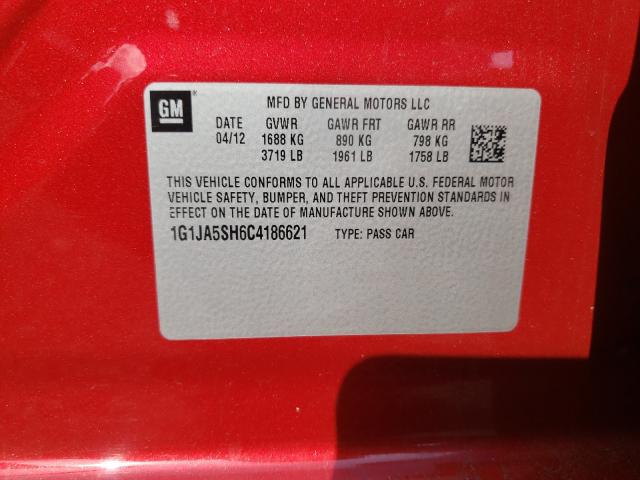 GM ® MFD BY GENERAL MOTORS LLC
DATE GVWR GAWR FRT GAWR RR
04/12 1688 KG 890 KG 798 KG
3719 LB 1961 LB 1758 LB
THIS VEHICLE CONFORMS TO ALL APPLICABLE U.S. FEDERAL MOTOR
VEHICLE SAFETY, BUMPER, AND THEFT PREVENTION STANDARDS IN
EFFECT ON THE DATE OF MANUFACTURE SHOWN ABOVE.
1G1JA5SH6C4186621 TYPE: PASS CAR